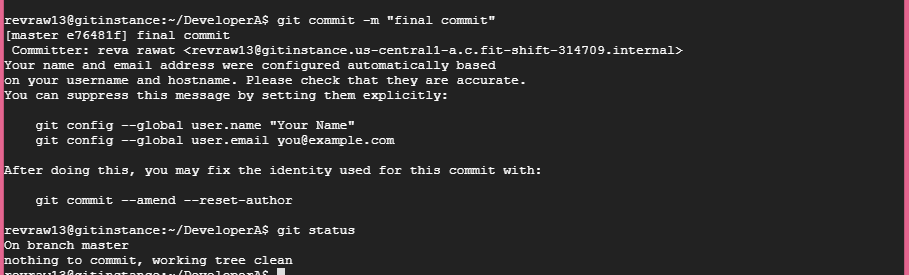 revraw13@gitinstance:~/DeveloperA$ git commit -m "final commit"
[master e76481f] final commit
 Committer: reva rawat <revraw13@gitinstance.us-central1-a.c.fit-shift-314709.internal>
Your name and email address were configured automatically based
on your username and hostname. Please check that they are accurate.
You can suppress this message by setting them explicitly:

    git config --global user.name "Your Name"
    git config --global user.email you@example.com

After doing this, you may fix the identity used for this commit with:

    git commit --amend --reset-author

revraw13@gitinstance:~/DeveloperA$ git status
On branch master
nothing to commit, working tree clean
revraw13@gitinstance:~/DeveloperA$